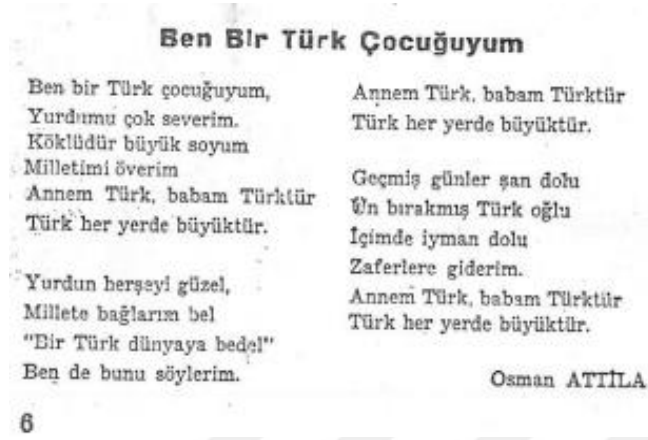 Ben Bir Türk Çocuğuyum
Ben bir Türk çocuğuyum,
Yurdumu çok severim.
Köklüdür büyük soyum
Milletimi överim
Annem Türk, babam Türktür
Türk her yerde büyüktür.
Yurdun herşeyi güzel,
Millete bağlarım bel
"Bir Türk dünyaya bedel"
Ben de bunu söylerim.
Annem Türk, babam Türktür
Türk her yerde büyüktür.
Geçmiş günler şan dolu
Ün bırakmış Türk oğlu
İçimde iyman dolu
Zaferlere giderim.
Annem Türk, babam Türktür
Türk her yerde büyüktür.
Osman ATTİLA
6